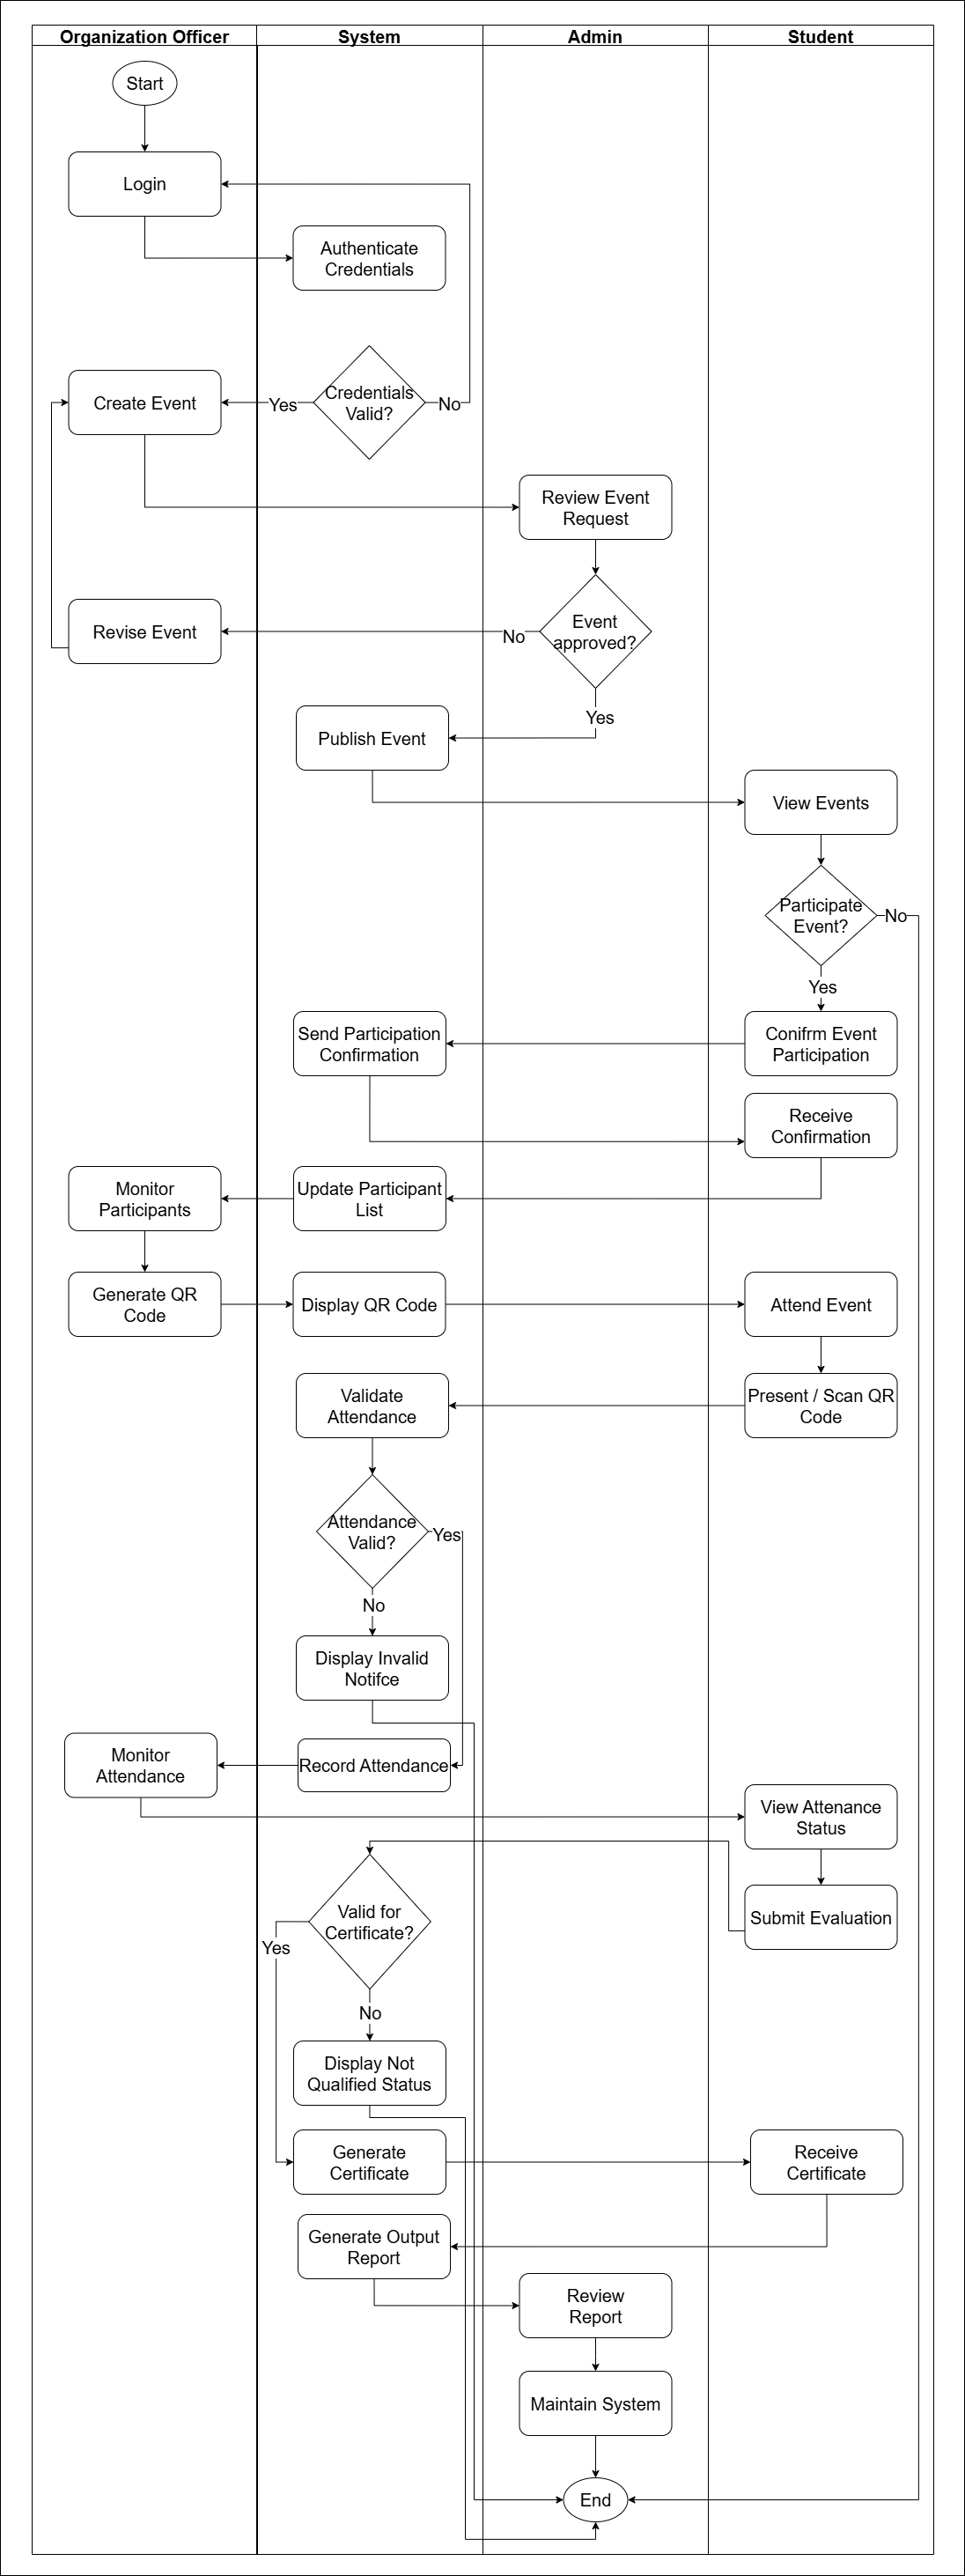 Organization Officer
System
Admin
Student
Start
Login
Authenticate
Credentials
Create Event
Yes
Credentials
Valid?
No
Review Event
Request
Revise Event
No
Event
approved?
Yes
Publish Event
View Events
Participate
Event?
No
Yes
Send Participation
Confirmation
Conifrm Event
Participation
Receive
Confirmation
Monitor
Participants
Update Participant
List
Generate QR
Code
Display QR Code
Attend Event
Validate
Attendance
Present / Scan QR
Code
Attendance
Valid?
Yes
No
Display Invalid
Notifce
Monitor
Attendance
Record Attendance
View Attenance
Status
Valid for
Certificate?
Submit Evaluation
Yes
No
Display Not
Qualified Status
Generate
Certificate
Receive
Certificate
Generate Output
Report
Review
Report
Maintain System
End